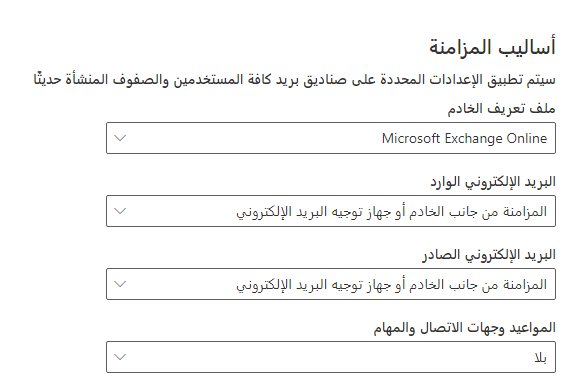 أساليب المزامنة
سيتم تطبيق الإعدادات المحددة على صناديق بريد كافة المستخدمين والصفوف المنشأة حديثًا
ملف تعريف الخادم
Microsoft Exchange Online
البريد الإلكتروني الوارد
المزامنة من جانب الخادم أو جهاز توجيه البريد الإلكتروني
البريد الإلكتروني الصادر
المزامنة من جانب الخادم أو جهاز توجيه البريد الإلكتروني
المواعيد وجهات الاتصال والمهام
بلا